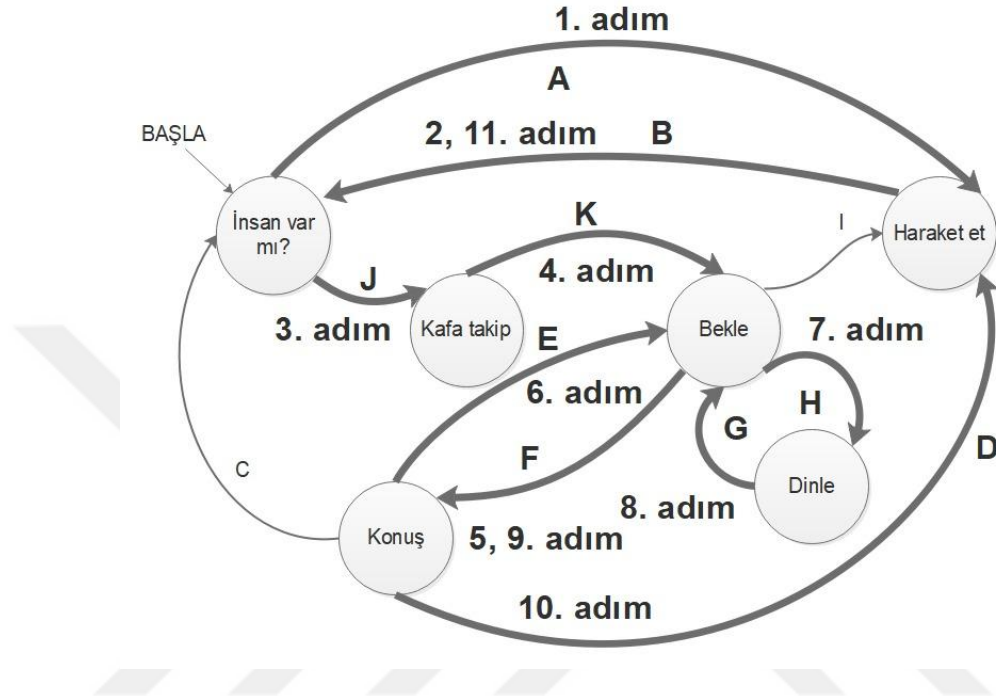 1. adım
A
BAŞLA
2, 11. adım
B
İnsan var
mı?
K
I
Haraket et
J
4. adım
3. adım
Kafa takip
E
Bekle
7. adım
6. adım
H
G
F
D
C
Dinle
8. adım
Konuş
5, 9. adım
10. adım